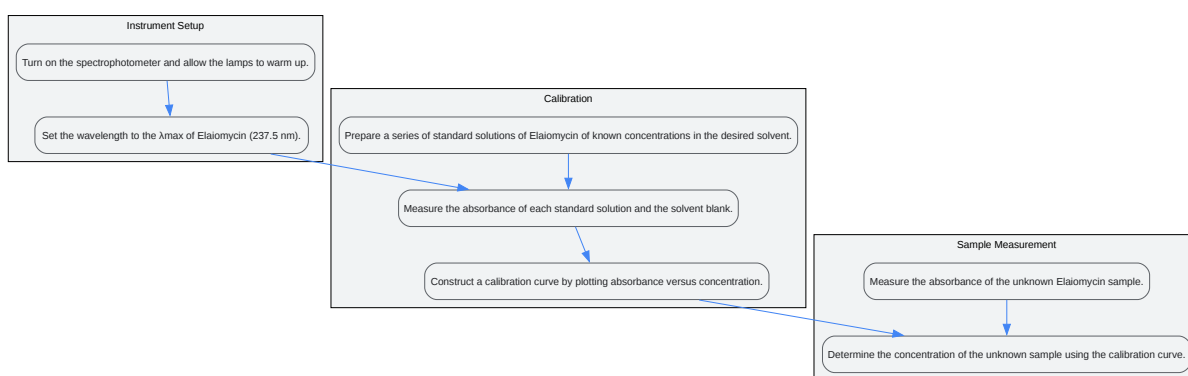 Instrument Setup
Turn on the spectrophotometer and allow the lamps to warm up.
Set the wavelength to the λmax of Elaiomycin (237.5 nm).
Calibration
Prepare a series of standard solutions of Elaiomycin of known concentrations in the desired solvent.
Measure the absorbance of each standard solution and the solvent blank.
Construct a calibration curve by plotting absorbance versus concentration.
Sample Measurement
Measure the absorbance of the unknown Elaiomycin sample.
Determine the concentration of the unknown sample using the calibration curve.